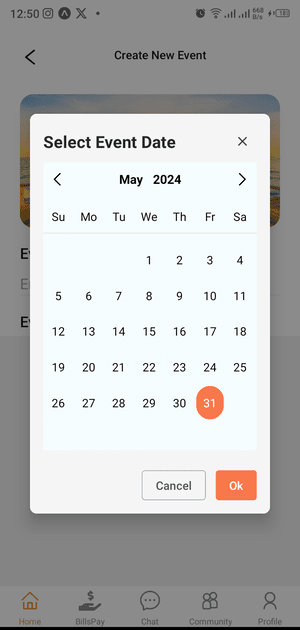 12:50
668
B/s
Create New Event
Select Event Date
May 2024
Su Mo Tu We Th Fr Sa
1 2 3 4
5 6 7 8 9 10 11
12 13 14 15 16 17 18
19 20 21 22 23 24 25
26 27 28 29 30 31
Cancel Ok
Home BillsPay Chat Community Profile